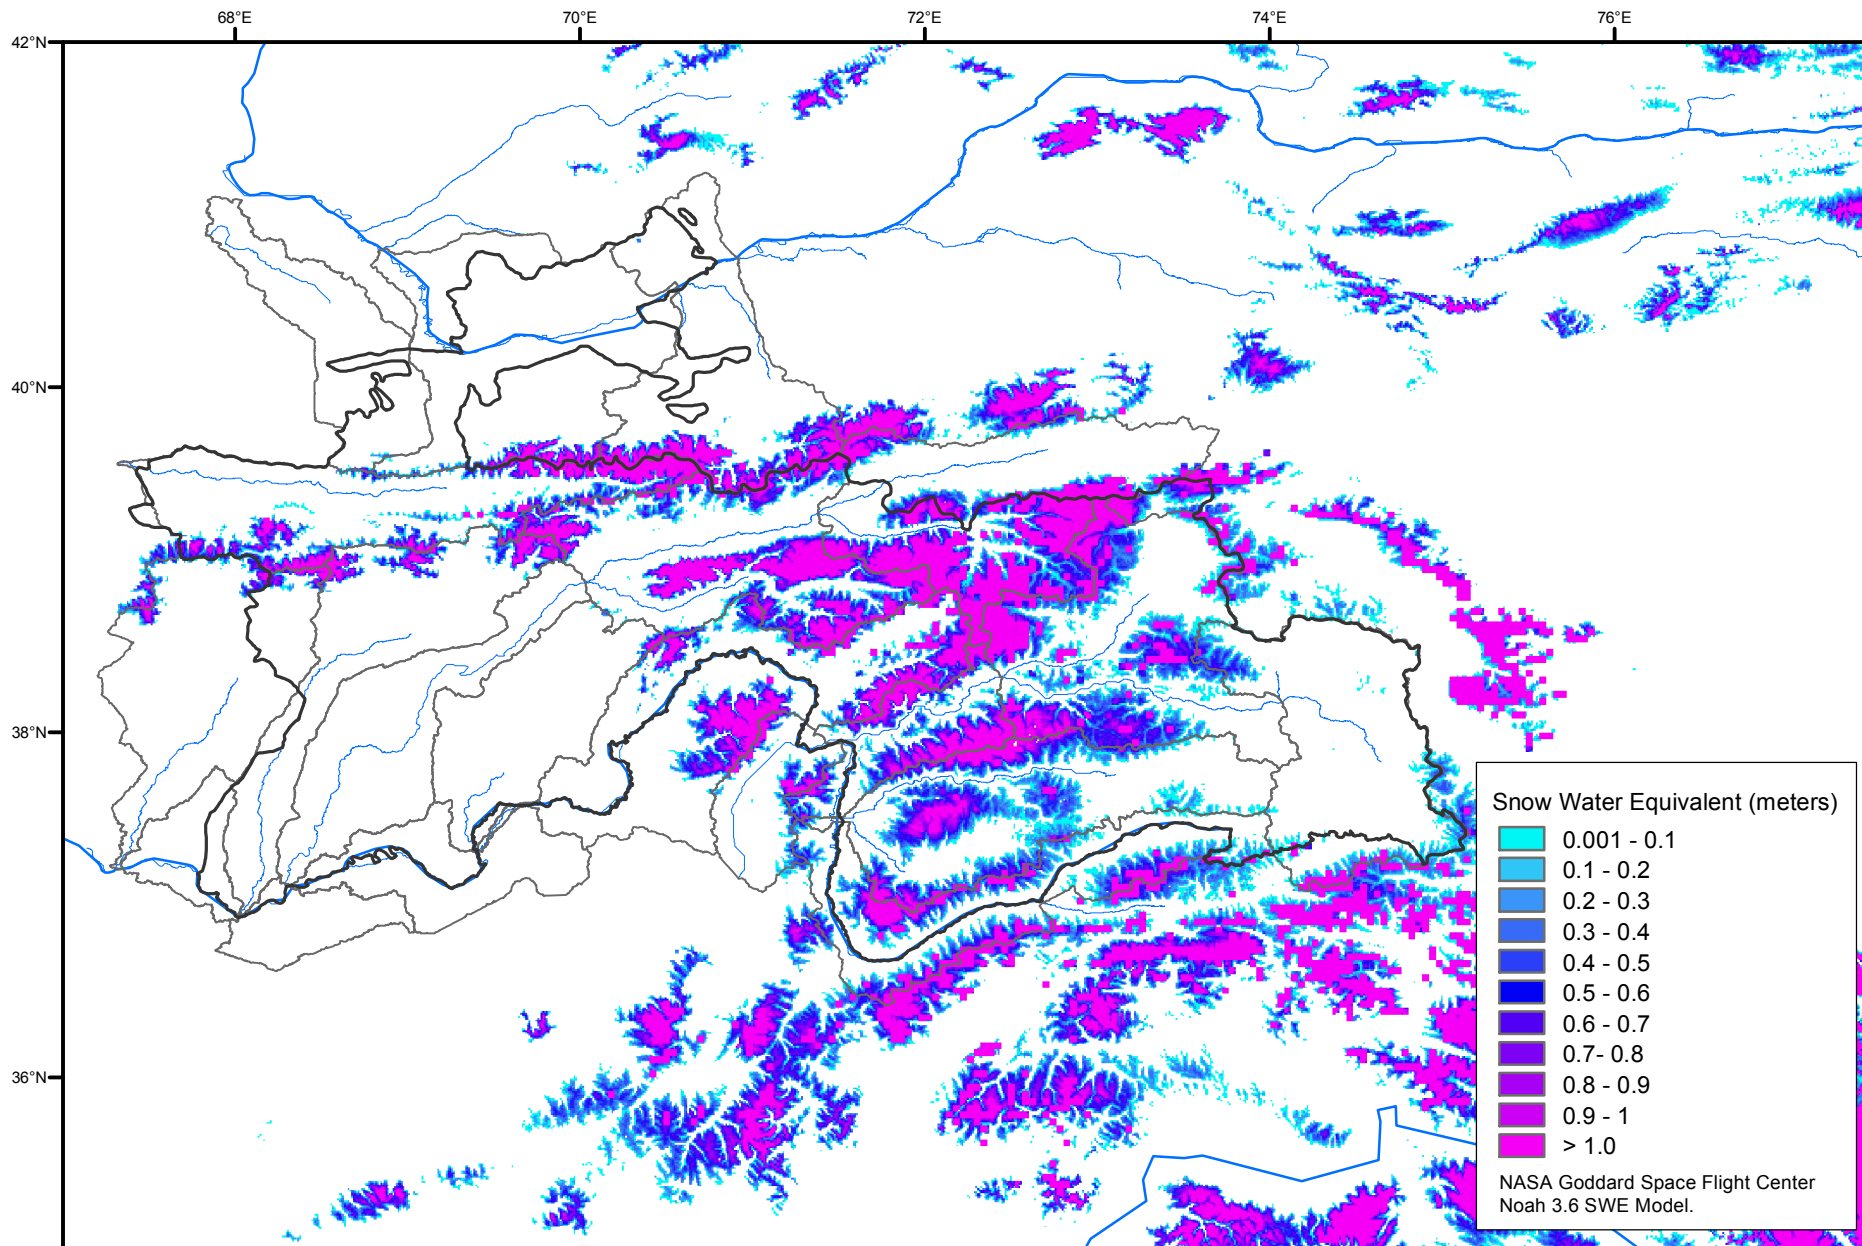 68°E 70°E 72°E 74°E 76°E
42°N
40°N
38°N
36°N
Snow Water Equivalent (meters)
0.001 - 0.1
0.1 - 0.2
0.2 - 0.3
0.3 - 0.4
0.4 - 0.5
0.5 - 0.6
0.6 - 0.7
0.7- 0.8
0.8 - 0.9
0.9 - 1
> 1.0
NASA Goddard Space Flight Center
Noah 3.6 SWE Model.